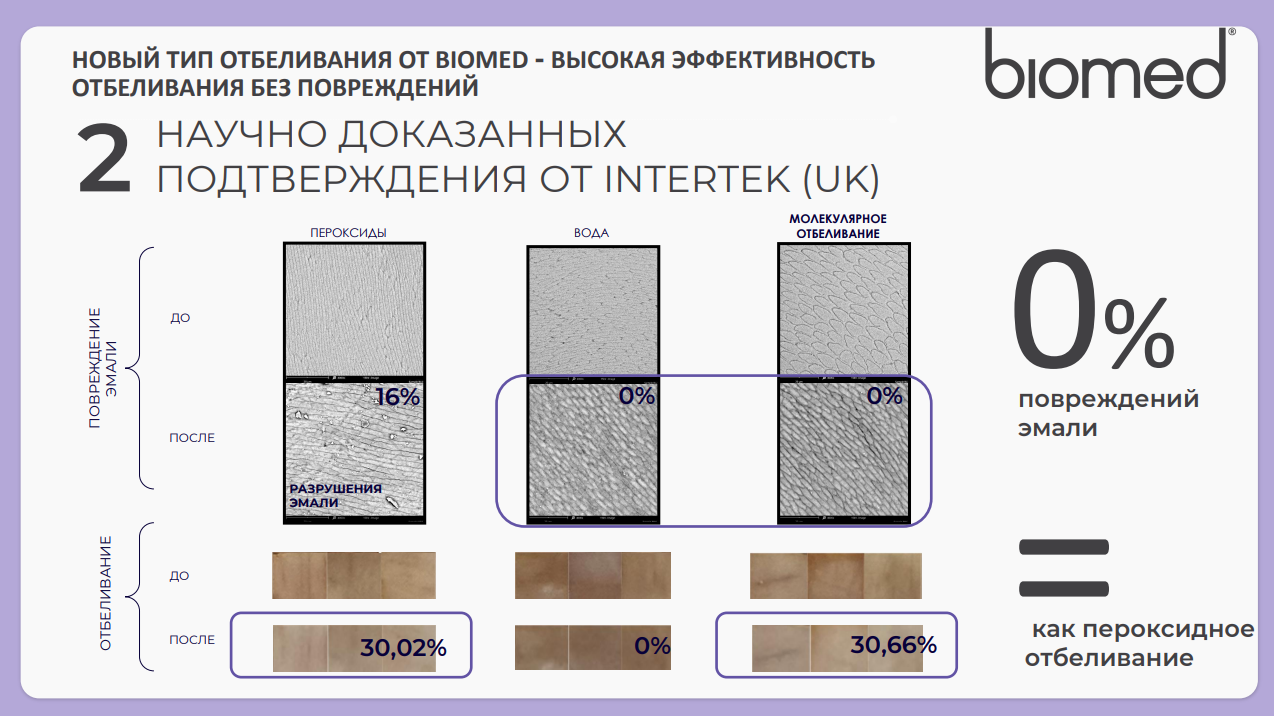 НОВЫЙ ТИП ОТБЕЛИВАНИЯ ОТ BIOMED - ВЫСОКАЯ ЭФФЕКТИВНОСТЬ
ОТБЕЛИВАНИЯ БЕЗ ПОВРЕЖДЕНИЙ
biomed®
2 НАУЧНО ДОКАЗАННЫХ
ПОДТВЕРЖДЕНИЯ ОТ INTERTEK (UK)
ПЕРОКСИДЫ
ВОДА
МОЛЕКУЛЯРНОЕ
ОТБЕЛИВАНИЕ
ПОВРЕЖДЕНИЕ
ЭМАЛИ
ДО
ПОСЛЕ
16%
РАЗРУШЕНИЯ
ЭМАЛИ
0%
0%
0%
повреждений
эмали
ОТБЕЛИВАНИЕ
ДО
ПОСЛЕ
30,02%
0%
30,66%
=
как пероксидное
отбеливание